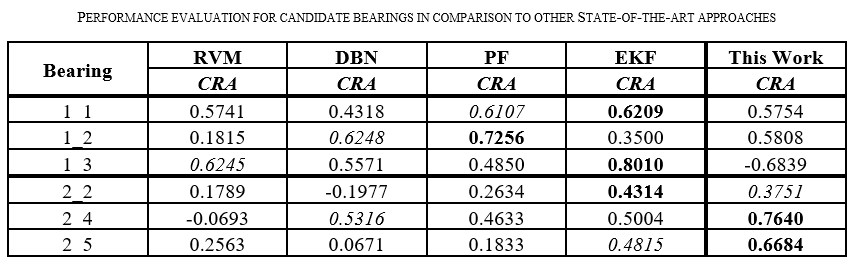 PERFORMANCE EVALUATION FOR CANDIDATE BEARINGS IN COMPARISON TO OTHER STATE-OF-THE-ART APPROACHES
Bearing RVM DBN PF EKF This Work
CRA CRA CRA CRA CRA
1_1 0.5741 0.4318 0.6107 0.6209 0.5754
1_2 0.1815 0.6248 0.7256 0.3500 0.5808
1_3 0.6245 0.5571 0.4850 0.8010 -0.6839
2_2 0.1789 -0.1977 0.2634 0.4314 0.3751
2_4 -0.0693 0.5316 0.4633 0.5004 0.7640
2_5 0.2563 0.0671 0.1833 0.4815 0.6684